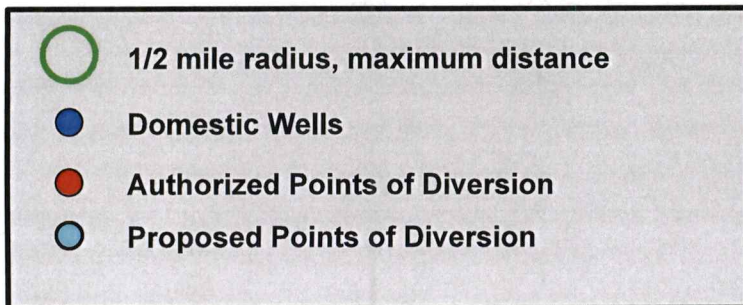 1/2 mile radius, maximum distance
Domestic Wells
Authorized Points of Diversion
Proposed Points of Diversion